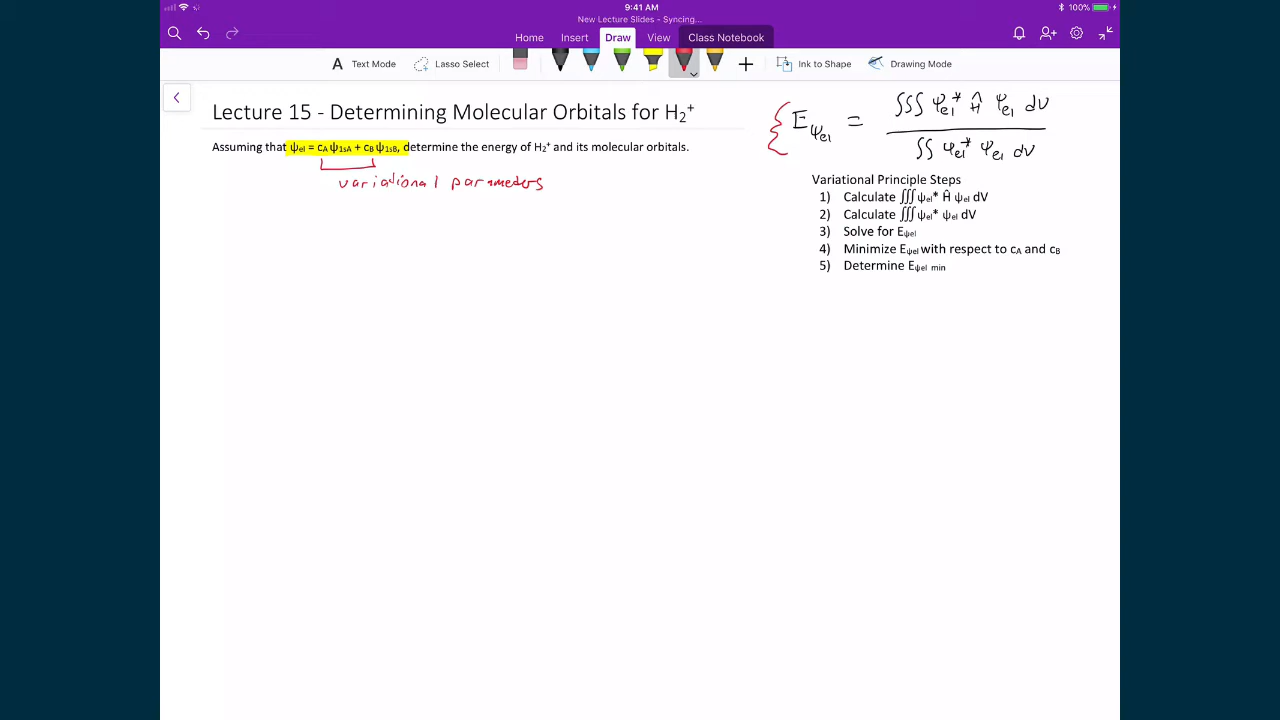 9:41 AM
100%
New Lecture Slides - Syncing...
Home Insert Draw View Class Notebook
A Text Mode Lasso Select + Ink to Shape Drawing Mode
Lecture 15 - Determining Molecular Orbitals for H₂⁺
Assuming that ψel = cAψ1sA + cBψ1sB, determine the energy of H₂⁺ and its molecular orbitals.
variational parameters
Eψel = ∭ ψel* Ĥ ψel dV / ∬ ψel* ψel dV
Variational Principle Steps
1) Calculate ∭ ψel* Ĥ ψel dV
2) Calculate ∭ ψel* ψel dV
3) Solve for Eψel
4) Minimize Eψel with respect to cA and cB
5) Determine Eψel min